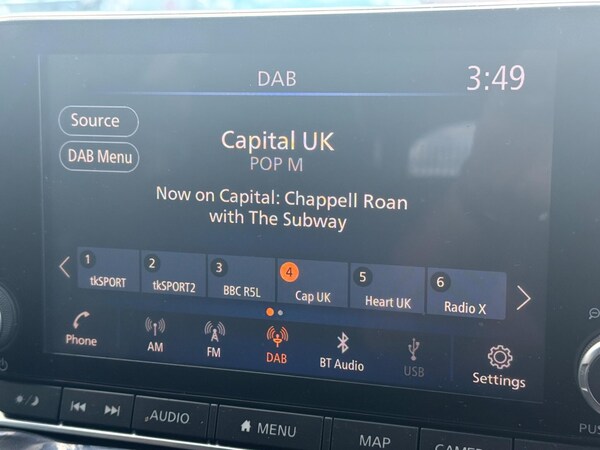 DAB
3:49
Source
DAB Menu
Capital UK
POP M
Now on Capital: Chappell Roan
with The Subway
1 2 3 4 5 6
tkSPORT tkSPORT2 BBC R5L Cap UK Heart UK Radio X
Phone AM FM DAB BT Audio USB Settings
AUDIO MENU MAP
PUS